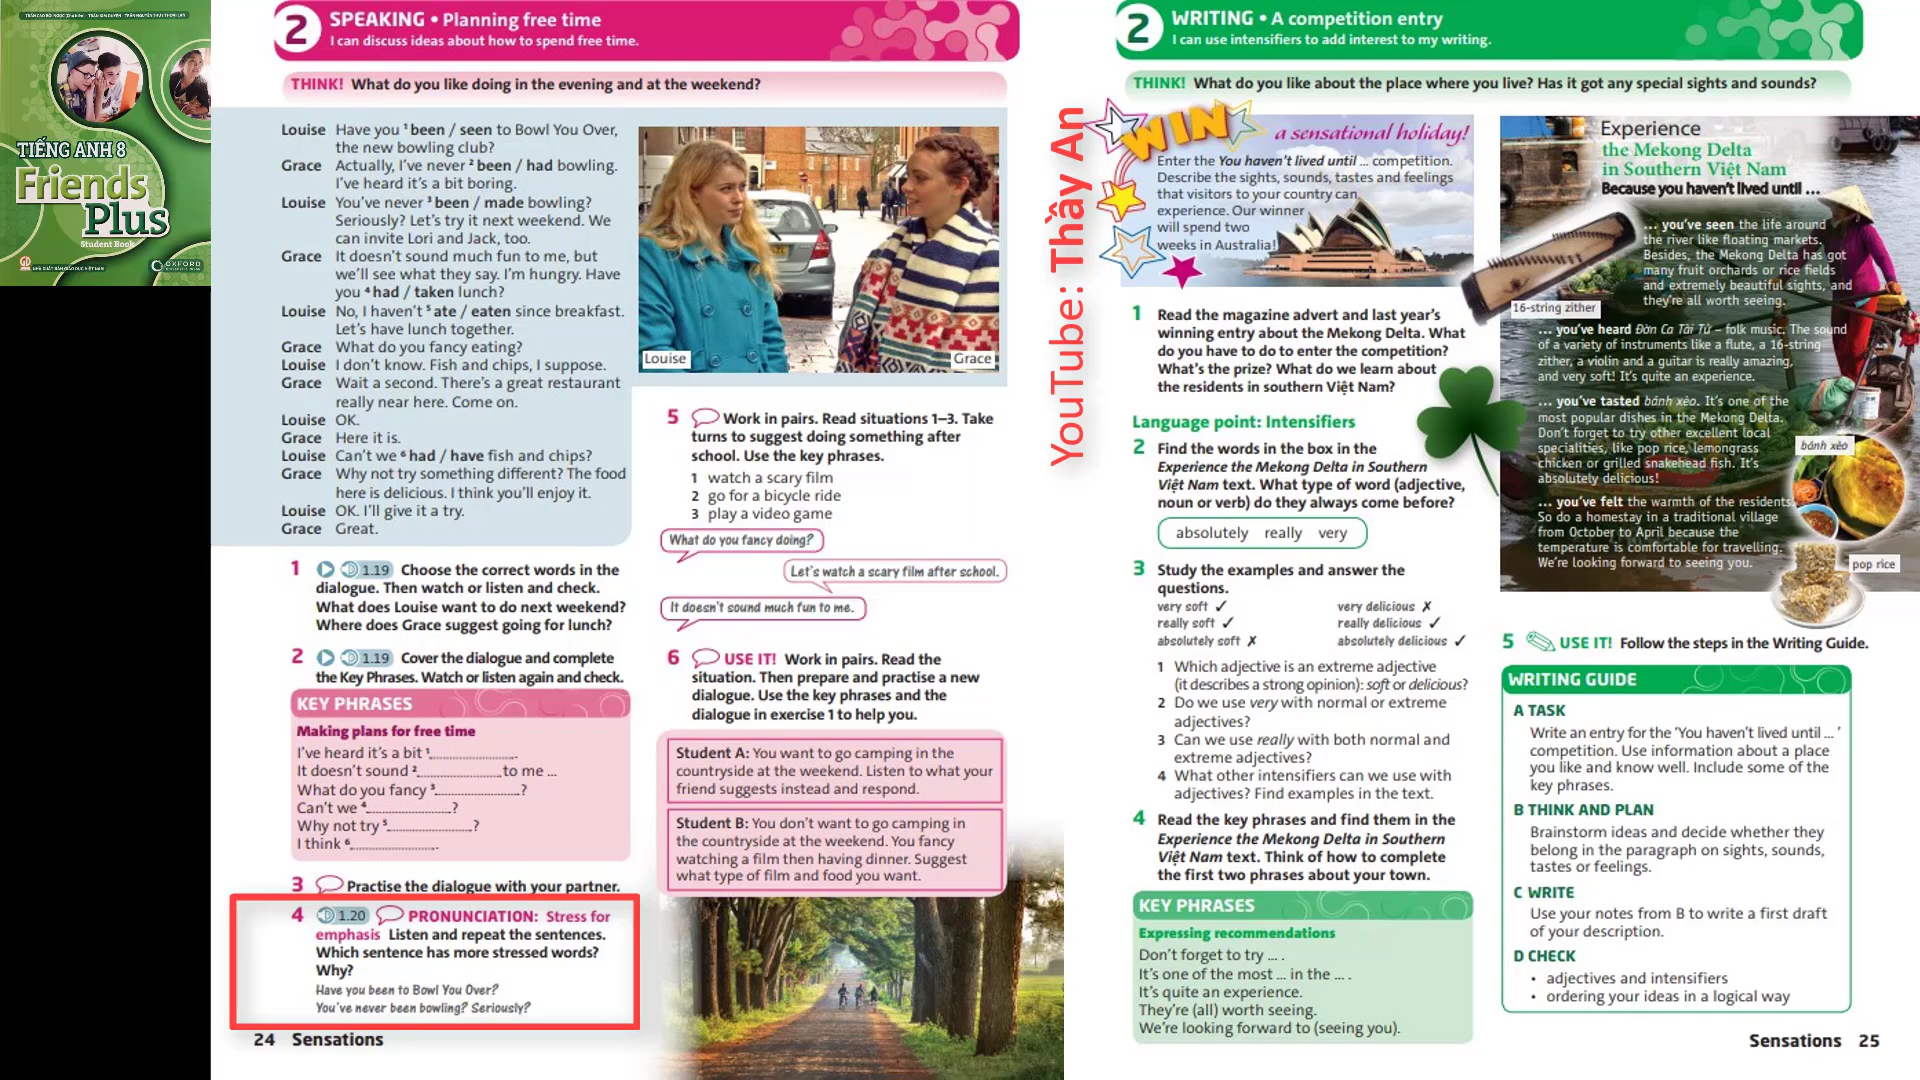 TRẦN CAO BỘI NGỌC (Chủ biên) - TRẦN KIM DUYÊN - TRẦN NGUYỄN THUỴ THUỲ LAN
TIẾNG ANH 8
Friends
Plus
Student Book
NHÀ XUẤT BẢN GIÁO DỤC VIỆT NAM
OXFORD
2 SPEAKING • Planning free time
I can discuss ideas about how to spend free time.
THINK! What do you like doing in the evening and at the weekend?
Louise Have you ¹ been / seen to Bowl You Over,
the new bowling club?
Grace Actually, I've never ² been / had bowling.
I've heard it's a bit boring.
Louise You've never ³ been / made bowling?
Seriously? Let's try it next weekend. We
can invite Lori and Jack, too.
Grace It doesn't sound much fun to me, but
we'll see what they say. I'm hungry. Have
you ⁴ had / taken lunch?
Louise No, I haven't ⁵ ate / eaten since breakfast.
Let's have lunch together.
Grace What do you fancy eating?
Louise I don't know. Fish and chips, I suppose.
Grace Wait a second. There's a great restaurant
really near here. Come on.
Louise OK.
Grace Here it is.
Louise Can't we ⁶ had / have fish and chips?
Grace Why not try something different? The food
here is delicious. I think you'll enjoy it.
Louise OK. I'll give it a try.
Grace Great.
Louise
Grace
1 1.19 Choose the correct words in the
dialogue. Then watch or listen and check.
What does Louise want to do next weekend?
Where does Grace suggest going for lunch?
2 1.19 Cover the dialogue and complete
the Key Phrases. Watch or listen again and check.
KEY PHRASES
Making plans for free time
I've heard it's a bit ¹ .
It doesn't sound ² to me ...
What do you fancy ³ ?
Can't we ⁴ ?
Why not try ⁵ ?
I think ⁶ .
3 Practise the dialogue with your partner.
4 1.20 PRONUNCIATION: Stress for
emphasis Listen and repeat the sentences.
Which sentence has more stressed words?
Why?
Have you been to Bowl You Over?
You've never been bowling? Seriously?
24 Sensations
5 Work in pairs. Read situations 1–3. Take
turns to suggest doing something after
school. Use the key phrases.
1 watch a scary film
2 go for a bicycle ride
3 play a video game
What do you fancy doing?
Let's watch a scary film after school.
It doesn't sound much fun to me.
6 USE IT! Work in pairs. Read the
situation. Then prepare and practise a new
dialogue. Use the key phrases and the
dialogue in exercise 1 to help you.
Student A: You want to go camping in the
countryside at the weekend. Listen to what your
friend suggests instead and respond.
Student B: You don't want to go camping in
the countryside at the weekend. You fancy
watching a film then having dinner. Suggest
what type of film and food you want.
YouTube: Thầy An
2 WRITING • A competition entry
I can use intensifiers to add interest to my writing.
THINK! What do you like about the place where you live? Has it got any special sights and sounds?
WIN a sensational holiday!
Enter the You haven't lived until ... competition.
Describe the sights, sounds, tastes and feelings
that visitors to your country can
experience. Our winner
will spend two
weeks in Australia!
1 Read the magazine advert and last year's
winning entry about the Mekong Delta. What
do you have to do to enter the competition?
What's the prize? What do we learn about
the residents in southern Việt Nam?
Language point: Intensifiers
2 Find the words in the box in the
Experience the Mekong Delta in Southern
Việt Nam text. What type of word (adjective,
noun or verb) do they always come before?
absolutely really very
3 Study the examples and answer the
questions.
very soft ✓ very delicious ✗
really soft ✓ really delicious ✓
absolutely soft ✗ absolutely delicious ✓
1 Which adjective is an extreme adjective
(it describes a strong opinion): soft or delicious?
2 Do we use very with normal or extreme
adjectives?
3 Can we use really with both normal and
extreme adjectives?
4 What other intensifiers can we use with
adjectives? Find examples in the text.
4 Read the key phrases and find them in the
Experience the Mekong Delta in Southern
Việt Nam text. Think of how to complete
the first two phrases about your town.
KEY PHRASES
Expressing recommendations
Don't forget to try ... .
It's one of the most ... in the ... .
It's quite an experience.
They're (all) worth seeing.
We're looking forward to (seeing you).
Experience
the Mekong Delta
in Southern Việt Nam
Because you haven't lived until ...
... you've seen the life around
the river like floating markets.
Besides, the Mekong Delta has got
many fruit orchards or rice fields
and extremely beautiful sights, and
they're all worth seeing.
16-string zither
... you've heard Đờn Ca Tài Tử – folk music. The sound
of a variety of instruments like a flute, a 16-string
zither, a violin and a guitar is really amazing,
and very soft! It's quite an experience.
... you've tasted bánh xèo. It's one of the
most popular dishes in the Mekong Delta.
Don't forget to try other excellent local
specialities, like pop rice, lemongrass
chicken or grilled snakehead fish. It's
absolutely delicious!
bánh xèo
... you've felt the warmth of the residents.
So do a homestay in a traditional village
from October to April because the
temperature is comfortable for travelling.
We're looking forward to seeing you.
pop rice
5 USE IT! Follow the steps in the Writing Guide.
WRITING GUIDE
A TASK
Write an entry for the 'You haven't lived until ... '
competition. Use information about a place
you like and know well. Include some of the
key phrases.
B THINK AND PLAN
Brainstorm ideas and decide whether they
belong in the paragraph on sights, sounds,
tastes or feelings.
C WRITE
Use your notes from B to write a first draft
of your description.
D CHECK
• adjectives and intensifiers
• ordering your ideas in a logical way
Sensations 25